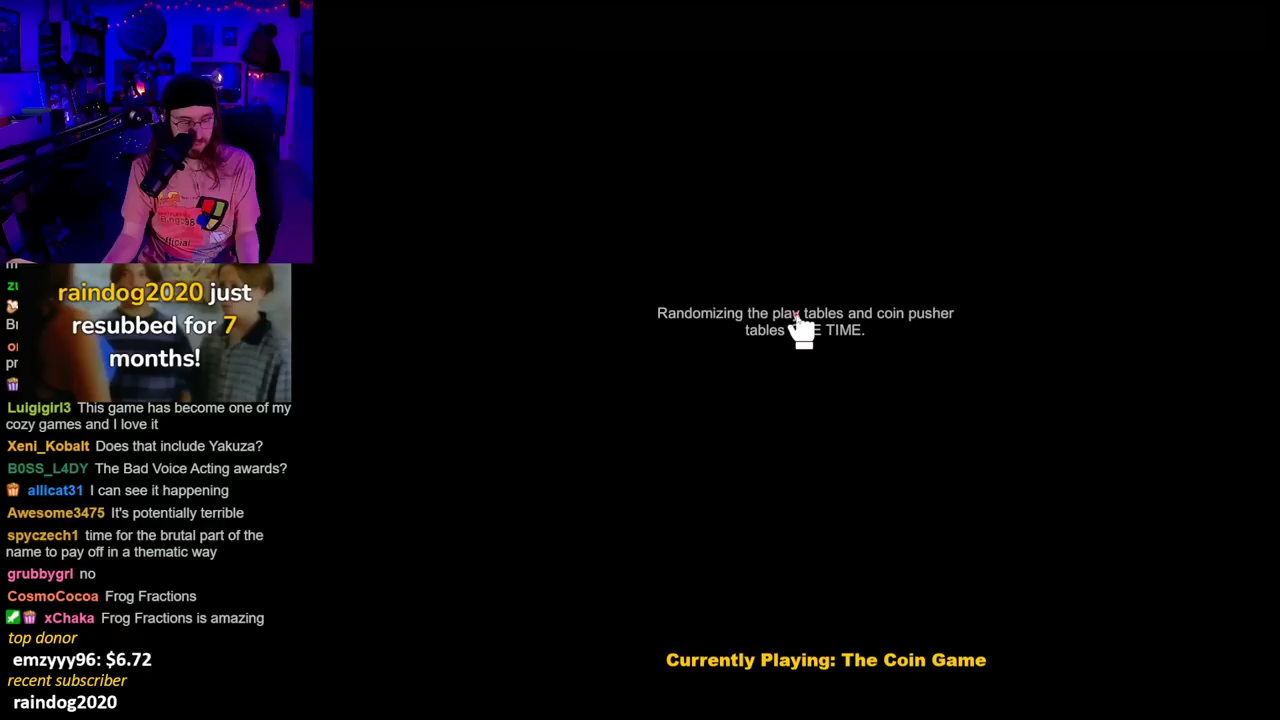 raindog2020 just
resubbed for 7
months!
Luigigirl3 This game has become one of my
cozy games and I love it
Xeni_Kobalt Does that include Yakuza?
B0SS_L4DY The Bad Voice Acting awards?
allicat31 I can see it happening
Awesome3475 It's potentially terrible
spyczech1 time for the brutal part of the
name to pay off in a thematic way
grubbygrl no
CosmoCocoa Frog Fractions
xChaka Frog Fractions is amazing
top donor
emzyyy96: $6.72
recent subscriber
raindog2020
Randomizing the play tables and coin pusher
tables TIME.
Currently Playing: The Coin Game